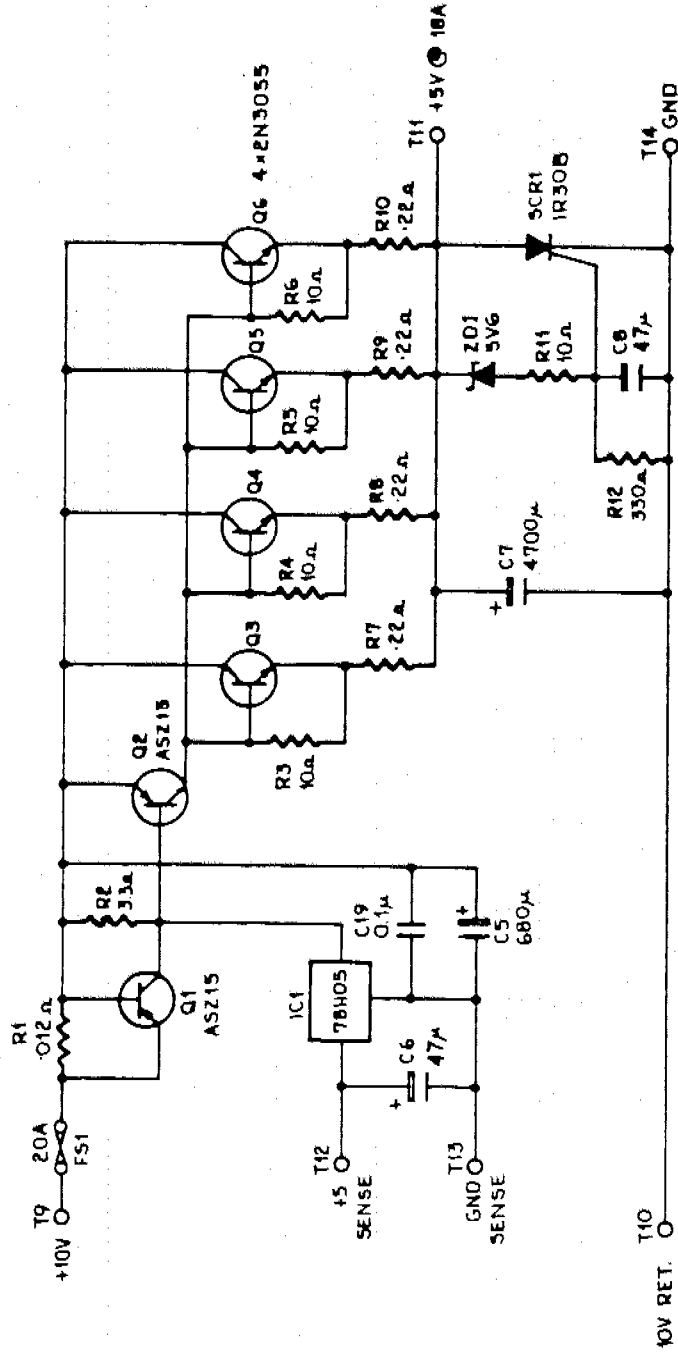 T9
+10V
20A
FS1
R1
.012Ω
Q1
ASZ15
R2
3.3Ω
Q2
ASZ15
Q3
Q4
Q5
Q6 4×2N3055
R3
10Ω
R4
10Ω
R5
10Ω
R6
10Ω
R7
.22Ω
R8
.22Ω
R9
.22Ω
R10
.22Ω
T11 +5V @ 18A
IC1
78H05
C19
0.1μ
+
C5
680μ
T12
+5
SENSE
+
C6
47μ
T13
GND
SENSE
+
C7
4700μ
ZD1
5V6
R11
10Ω
C8
47μ
R12
330Ω
SCR1
IR30B
T10
10V RET.
T14
GND